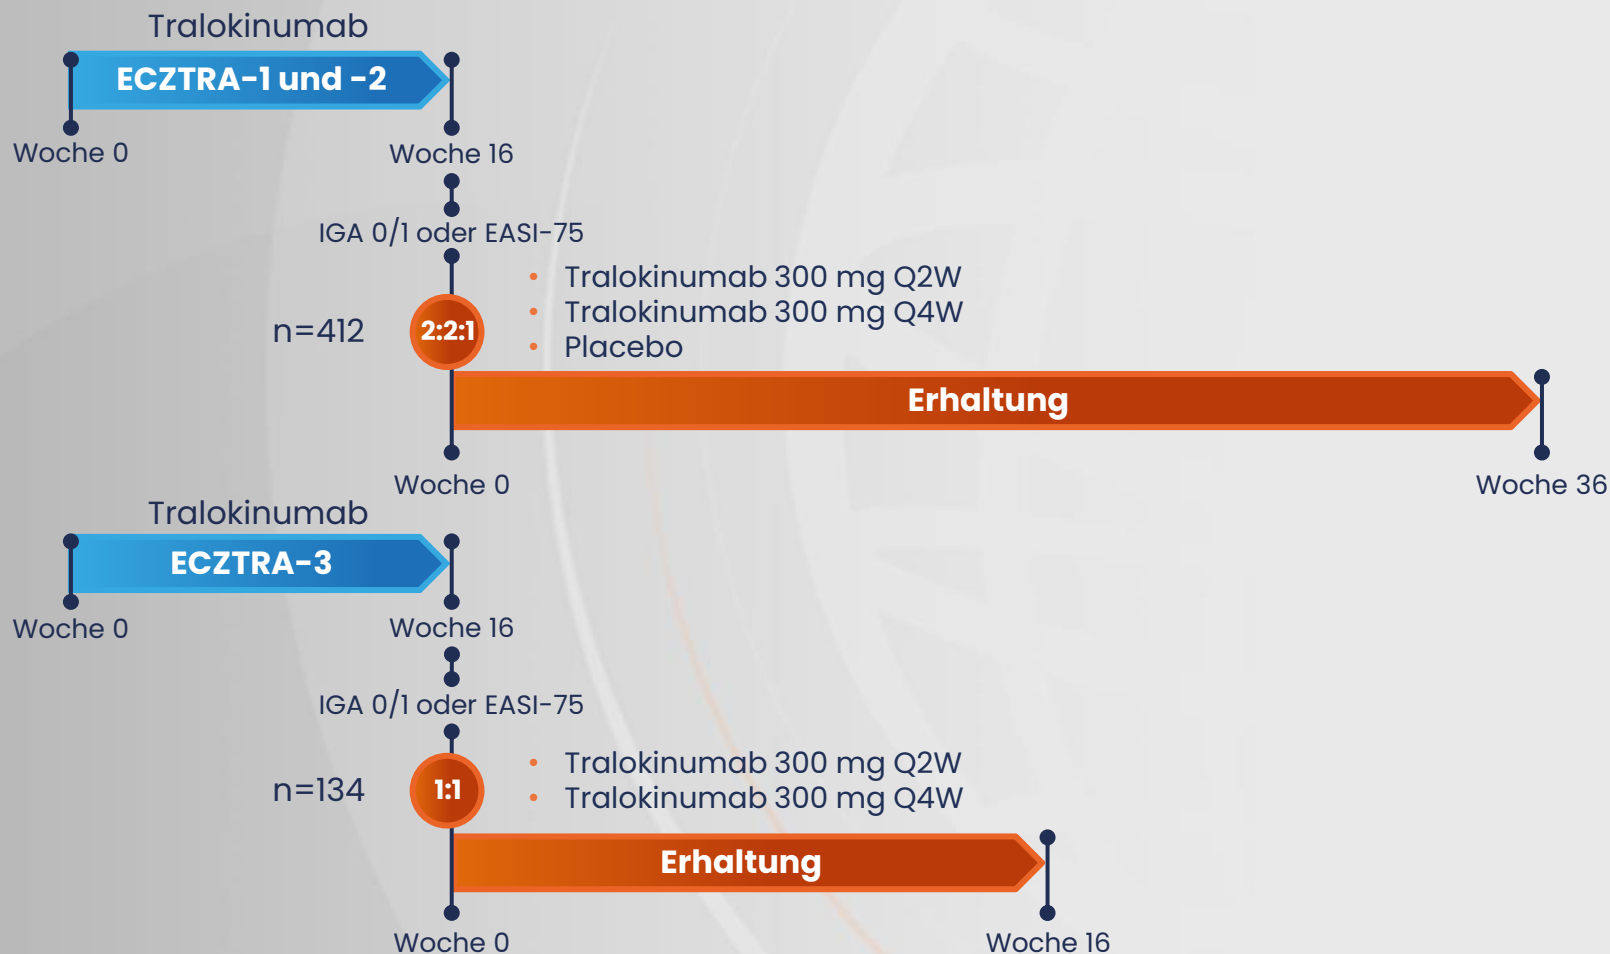 Tralokinumab
ECZTRA-1 und -2
Woche 0
Woche 16
IGA 0/1 oder EASI-75
n=412
2:2:1
• Tralokinumab 300 mg Q2W
• Tralokinumab 300 mg Q4W
• Placebo
Erhaltung
Woche 0
Woche 36
Tralokinumab
ECZTRA-3
Woche 0
Woche 16
IGA 0/1 oder EASI-75
n=134
1:1
• Tralokinumab 300 mg Q2W
• Tralokinumab 300 mg Q4W
Erhaltung
Woche 0
Woche 16